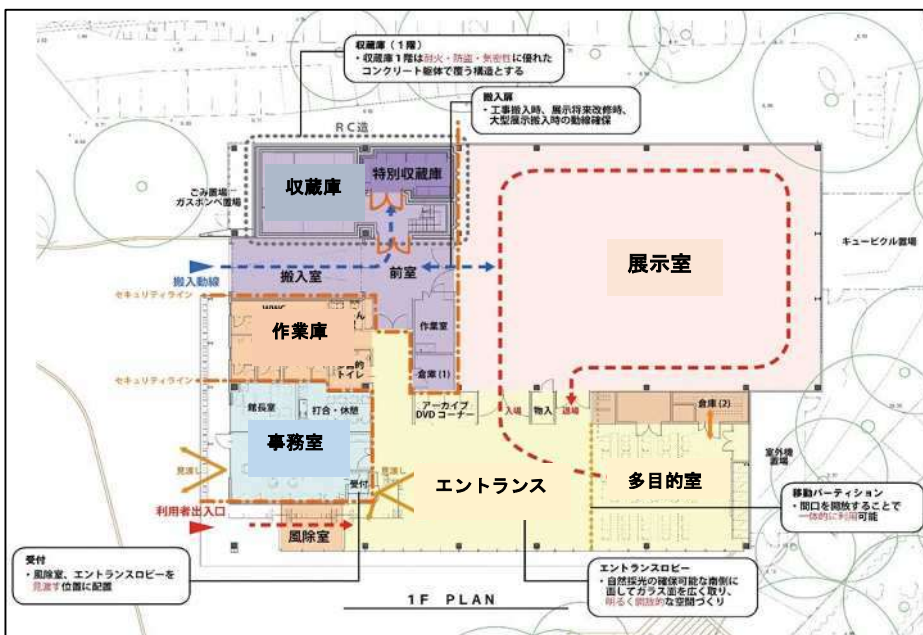 収蔵庫（1階）
・収蔵庫1階は耐火・防盗・気密性に優れた
コンクリート躯体で覆う構造とする
搬入扉
・工事搬入時、展示将来改修時、
大型展示搬入時の動線確保
RC造
収蔵庫
特別収蔵庫
ごみ置場
ガスボンベ置場
キュービクル置場
展示室
搬入室
前室
搬入動線
セキュリティライン
作業庫
作業室
トイレ
倉庫(1)
セキュリティライン
館長室
打合・休憩
アーカイブ
DVDコーナー
入場
物入
退場
倉庫(2)
事務室
見渡し
見渡し
受付
エントランス
多目的室
室外機
置場
利用者出入口
風除室
移動パーティション
・間口を開放することで
一体的に利用可能
受付
・風除室、エントランスロビーを
見渡す位置に配置
エントランスロビー
・自然採光の確保可能な南側に
面してガラス面を広く取り、
明るく開放的な空間づくり
1F PLAN